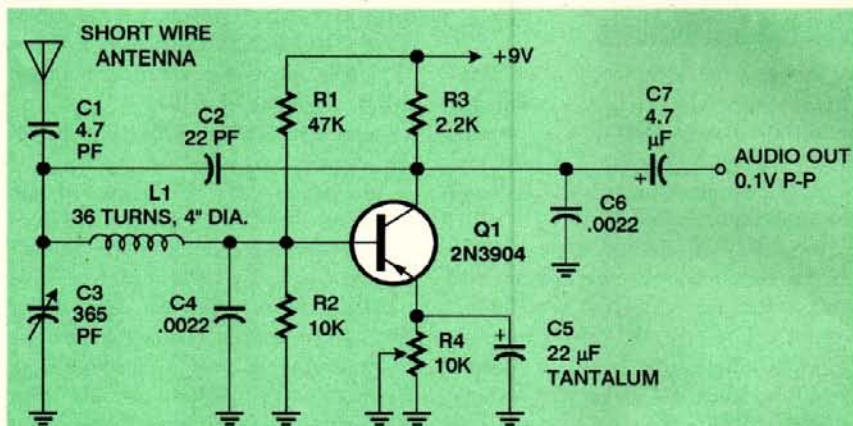 SHORT WIRE
ANTENNA
+9V
C1
4.7
PF
C2
22 PF
R1
47K
R3
2.2K
C7
4.7
µF
+
AUDIO OUT
0.1V P-P
L1
36 TURNS, 4" DIA.
Q1
2N3904
C6
.0022
C3
365
PF
C4
.0022
R2
10K
R4
10K
+
C5
22 µF
TANTALUM